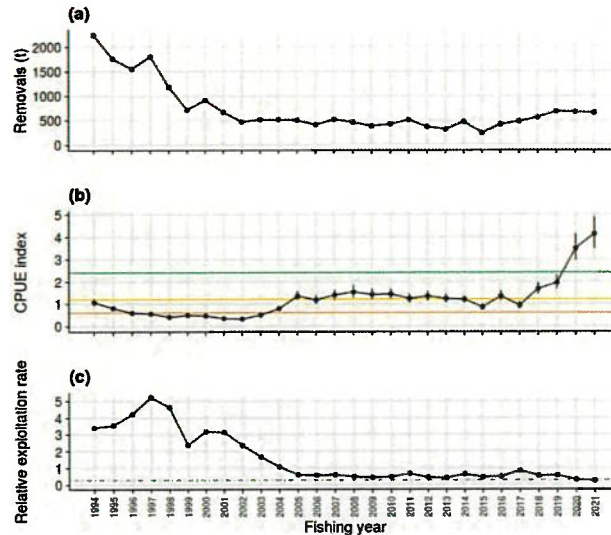 (a)
Removals (t)
2000
1500
1000
500
0
(b)
CPUE index
5
4
3
2
1
0
(c)
Relative exploitation rate
5
4
3
2
1
0
1994 1995 1996 1997 1998 1999 2000 2001 2002 2003 2004 2005 2006 2007 2008 2009 2010 2011 2012 2013 2014 2015 2016 2017 2018 2019 2020 2021
Fishing year